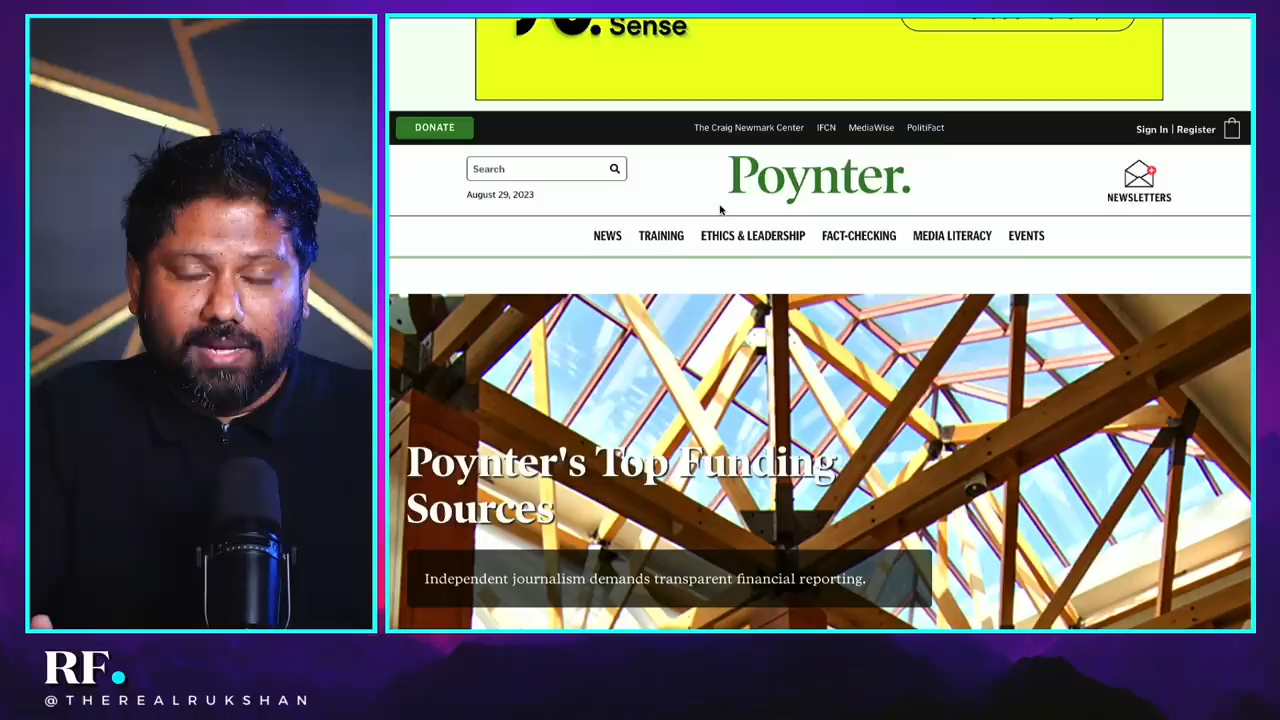 Sense
DONATE
The Craig Newmark Center IFCN MediaWise PolitiFact
Sign In | Register
Search
Poynter.
August 29, 2023
NEWSLETTERS
NEWS TRAINING ETHICS & LEADERSHIP FACT-CHECKING MEDIA LITERACY EVENTS
Poynter's Top Funding
Sources
Independent journalism demands transparent financial reporting.
RF.
@THEREALRUKSHAN